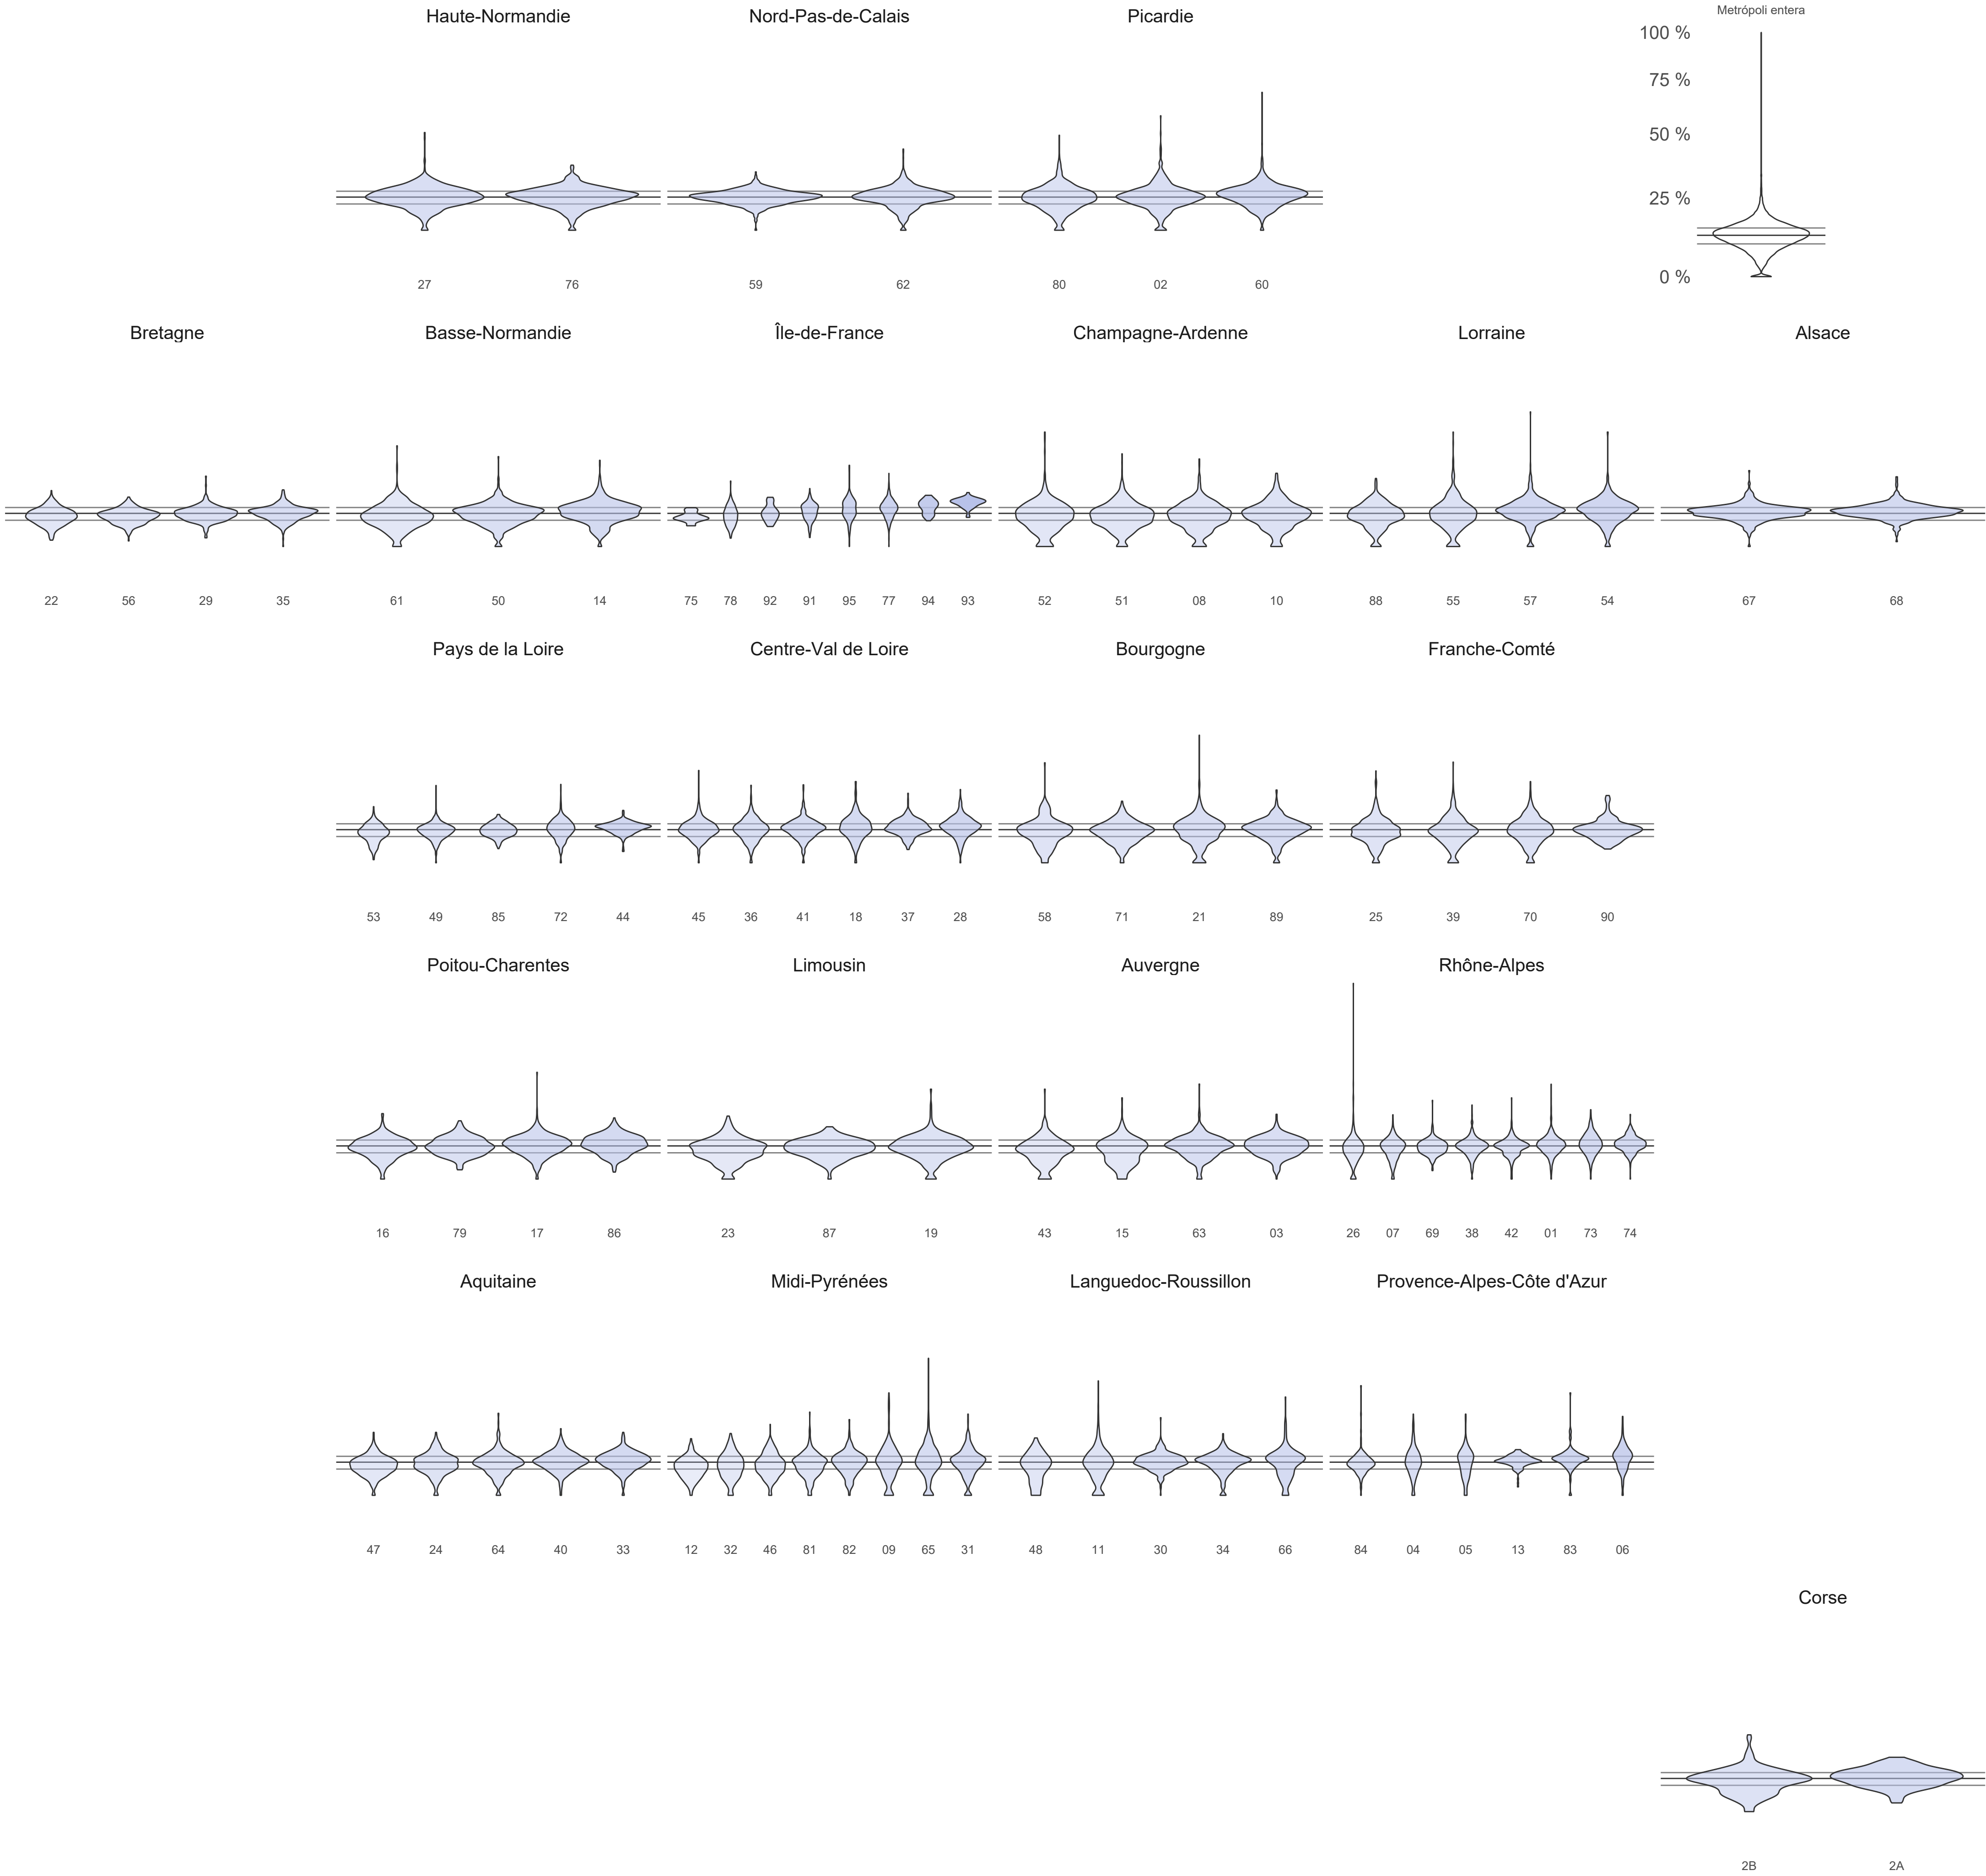 Haute-Normandie Nord-Pas-de-Calais Picardie Metrópoli entera
100 %
75 %
50 %
25 %
0 %
27 76 59 62 80 02 60
Bretagne Basse-Normandie Île-de-France Champagne-Ardenne Lorraine Alsace
22 56 29 35 61 50 14 75 78 92 91 95 77 94 93 52 51 08 10 88 55 57 54 67 68
Pays de la Loire Centre-Val de Loire Bourgogne Franche-Comté
53 49 85 72 44 45 36 41 18 37 28 58 71 21 89 25 39 70 90
Poitou-Charentes Limousin Auvergne Rhône-Alpes
16 79 17 86 23 87 19 43 15 63 03 26 07 69 38 42 01 73 74
Aquitaine Midi-Pyrénées Languedoc-Roussillon Provence-Alpes-Côte d'Azur
47 24 64 40 33 12 32 46 81 82 09 65 31 48 11 30 34 66 84 04 05 13 83 06
Corse
2B 2A